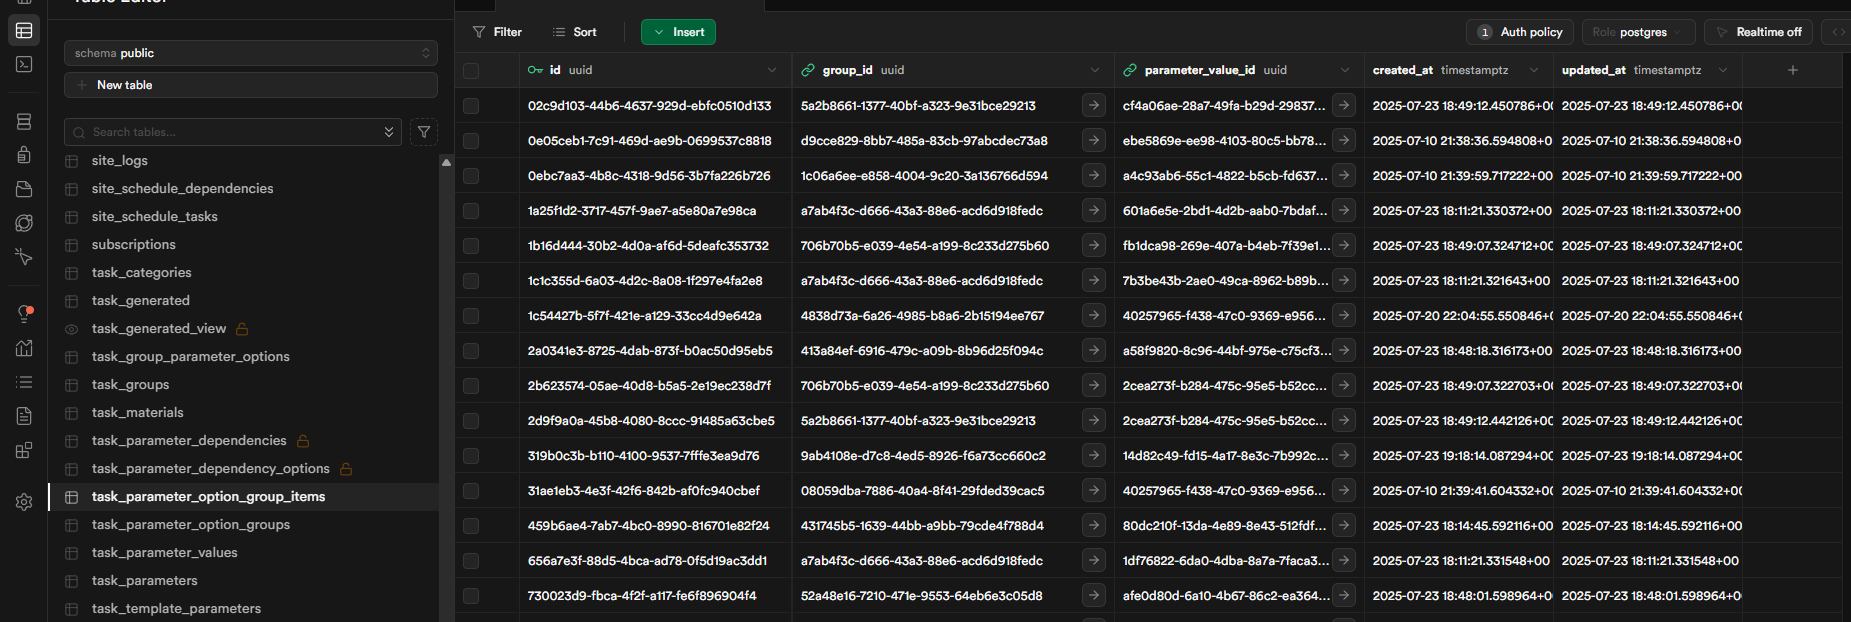 schema public
New table
Search tables...
site_logs
site_schedule_dependencies
site_schedule_tasks
subscriptions
task_categories
task_generated
task_generated_view
task_group_parameter_options
task_groups
task_materials
task_parameter_dependencies
task_parameter_dependency_options
task_parameter_option_group_items
task_parameter_option_groups
task_parameter_values
task_parameters
task_template_parameters
Filter Sort Insert 1 Auth policy Role postgres Realtime off
id uuid group_id uuid parameter_value_id uuid created_at timestamptz updated_at timestamptz
02c9d103-44b6-4637-929d-ebfc0510d133 5a2b8661-1377-40bf-a323-9e31bce29213 cf4a06ae-28a7-49fa-b29d-29837... 2025-07-23 18:49:12.450786+00 2025-07-23 18:49:12.450786+00
0e05ceb1-7c91-469d-ae9b-0699537c8818 d9cce829-8bb7-485a-83cb-97abcdec73a8 ebe5869e-ee98-4103-80c5-bb78... 2025-07-10 21:38:36.594808+0 2025-07-10 21:38:36.594808+0
0ebc7aa3-4b8c-4318-9d56-3b7fa226b726 1c06a6ee-e858-4004-9c20-3a136766d594 a4c93ab6-55c1-4822-b5cb-fd637... 2025-07-10 21:39:59.717222+00 2025-07-10 21:39:59.717222+00
1a25f1d2-3717-457f-9ae7-a5e80a7e98ca a7ab4f3c-d666-43a3-88e6-acd6d918fedc 601a6e5e-2bd1-4d2b-aab0-7bdaf... 2025-07-23 18:11:21.330372+00 2025-07-23 18:11:21.330372+00
1b16d444-30b2-4d0a-af6d-5deafc353732 706b70b5-e039-4e54-a199-8c233d275b60 fb1dca98-269e-407a-b4eb-7f39e1... 2025-07-23 18:49:07.324712+00 2025-07-23 18:49:07.324712+00
1c1c355d-6a03-4d2c-8a08-1f297e4fa2e8 a7ab4f3c-d666-43a3-88e6-acd6d918fedc 7b3be43b-2ae0-49ca-8962-b89b... 2025-07-23 18:11:21.321643+00 2025-07-23 18:11:21.321643+00
1c54427b-5f7f-421e-a129-33cc4d9e642a 4838d73a-6a26-4985-b8a6-2b15194ee767 40257965-f438-47c0-9369-e956... 2025-07-20 22:04:55.550846+0 2025-07-20 22:04:55.550846+0
2a0341e3-8725-4dab-873f-b0ac50d95eb5 413a84ef-6916-479c-a09b-8b96d25f094c a58f9820-8c96-44bf-975e-c75cf3... 2025-07-23 18:48:18.316173+00 2025-07-23 18:48:18.316173+00
2b623574-05ae-40d8-b5a5-2e19ec238d7f 706b70b5-e039-4e54-a199-8c233d275b60 2cea273f-b284-475c-95e5-b52cc... 2025-07-23 18:49:07.322703+00 2025-07-23 18:49:07.322703+00
2d9f9a0a-45b8-4080-8ccc-91485a63cbe5 5a2b8661-1377-40bf-a323-9e31bce29213 2cea273f-b284-475c-95e5-b52cc... 2025-07-23 18:49:12.442126+00 2025-07-23 18:49:12.442126+00
319b0c3b-b110-4100-9537-7fffe3ea9d76 9ab4108e-d7c8-4ed5-8926-f6a73cc660c2 14d82c49-fd15-4a17-8e3c-7b992c... 2025-07-23 19:18:14.087294+00 2025-07-23 19:18:14.087294+00
31ae1eb3-4e3f-42f6-842b-af0fc940cbef 08059dba-7886-40a4-8f41-29fded39cac5 40257965-f438-47c0-9369-e956... 2025-07-10 21:39:41.604332+00 2025-07-10 21:39:41.604332+00
459b6ae4-7ab7-4bc0-8990-816701e82f24 431745b5-1639-44bb-a9bb-79cde4f788d4 80dc210f-13da-4e89-8e43-512fdf... 2025-07-23 18:14:45.592116+00 2025-07-23 18:14:45.592116+00
656a7e3f-88d5-4bca-ad78-0f5d19ac3dd1 a7ab4f3c-d666-43a3-88e6-acd6d918fedc 1df76822-6da0-4dba-8a7a-7faca3... 2025-07-23 18:11:21.331548+00 2025-07-23 18:11:21.331548+00
730023d9-fbca-4f2f-a117-fe6f896904f4 52a48e16-7210-471e-9553-64eb6e3c05d8 afe0d80d-6a10-4b67-86c2-ea364... 2025-07-23 18:48:01.598964+0 2025-07-23 18:48:01.598964+0